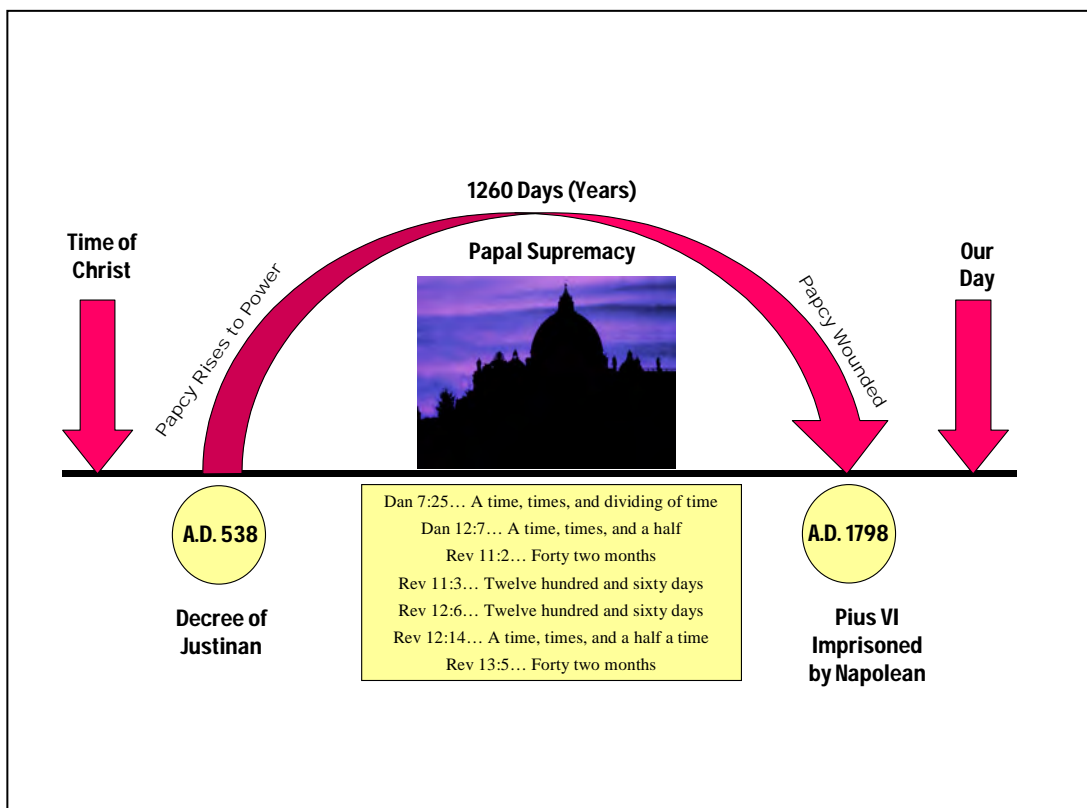 1260 Days (Years)
Time of
Christ
Papcy Rises to Power
Papal Supremacy
Papcy Wounded
Our
Day
A.D. 538
Decree of
Justinan
Dan 7:25… A time, times, and dividing of time
Dan 12:7… A time, times, and a half
Rev 11:2… Forty two months
Rev 11:3… Twelve hundred and sixty days
Rev 12:6… Twelve hundred and sixty days
Rev 12:14… A time, times, and a half a time
Rev 13:5… Forty two months
A.D. 1798
Pius VI
Imprisoned
by Napolean